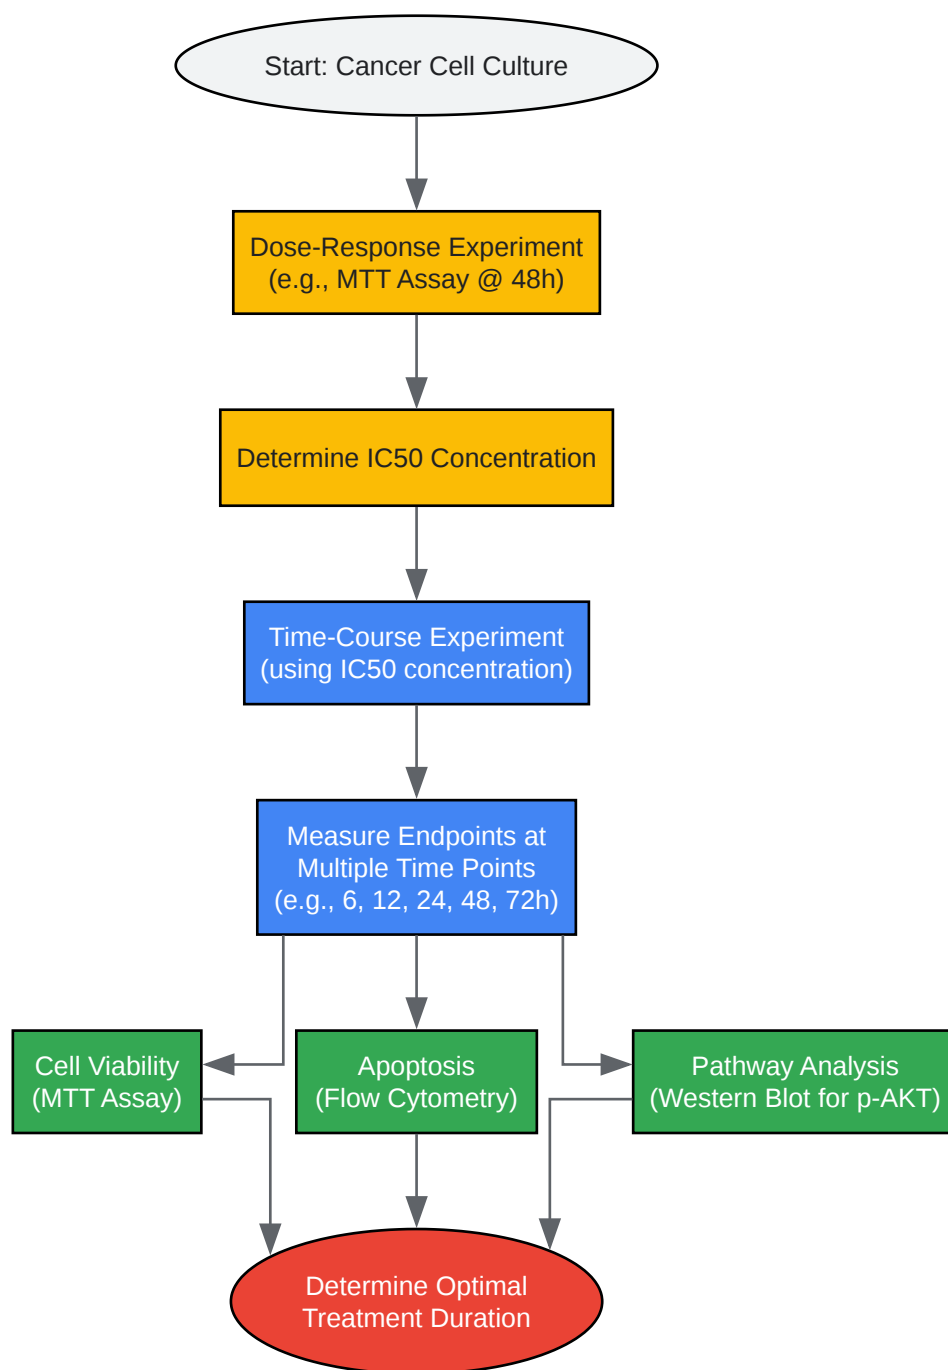 Start: Cancer Cell Culture
Dose-Response Experiment
(e.g., MTT Assay @ 48h)
Determine IC50 Concentration
Time-Course Experiment
(using IC50 concentration)
Measure Endpoints at
Multiple Time Points
(e.g., 6, 12, 24, 48, 72h)
Cell Viability
(MTT Assay)
Apoptosis
(Flow Cytometry)
Pathway Analysis
(Western Blot for p-AKT)
Determine Optimal
Treatment Duration